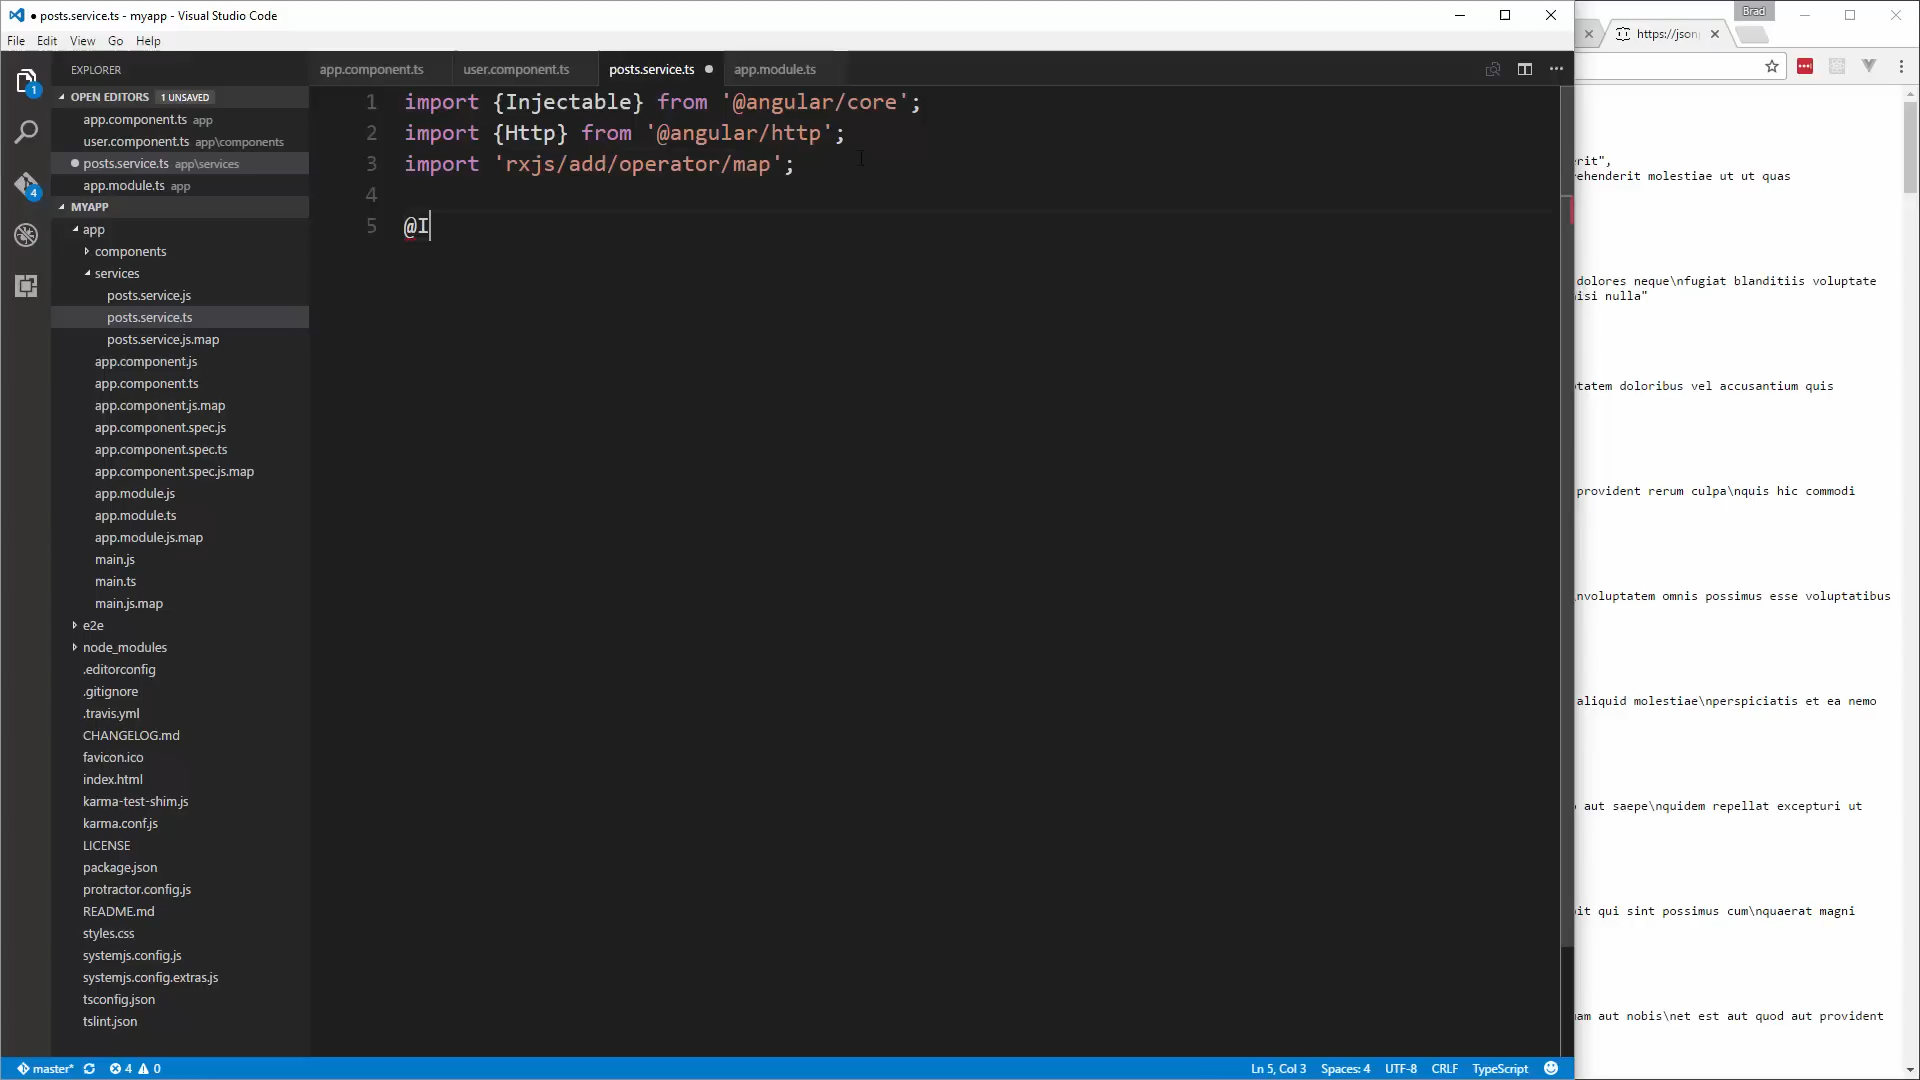 ● posts.service.ts - myapp - Visual Studio Code
File Edit View Go Help
EXPLORER
OPEN EDITORS 1 UNSAVED
app.component.ts app
user.component.ts app\components
posts.service.ts app\services
app.module.ts app
MYAPP
app
components
services
posts.service.js
posts.service.ts
posts.service.js.map
app.component.js
app.component.ts
app.component.js.map
app.component.spec.js
app.component.spec.ts
app.component.spec.js.map
app.module.js
app.module.ts
app.module.js.map
main.js
main.ts
main.js.map
e2e
node_modules
.editorconfig
.gitignore
.travis.yml
CHANGELOG.md
favicon.ico
index.html
karma-test-shim.js
karma.conf.js
LICENSE
package.json
protractor.config.js
README.md
styles.css
systemjs.config.js
systemjs.config.extras.js
tsconfig.json
tslint.json
1
4
app.component.ts user.component.ts posts.service.ts ● app.module.ts
1 import {Injectable} from '@angular/core';
2 import {Http} from '@angular/http';
3 import 'rxjs/add/operator/map';
4
5 @I
master* 4 0
Ln 5, Col 3 Spaces: 4 UTF-8 CRLF TypeScript
Brad
https://json
rit",
ehenderit molestiae ut ut quas
dolores neque\nfugiat blanditiis voluptate
isi nulla"
tatem doloribus vel accusantium quis
provident rerum culpa\nquis hic commodi
nvoluptatem omnis possimus esse voluptatibus
aliquid molestiae\nperspiciatis et ea nemo
aut saepe\nquidem repellat excepturi ut
it qui sint possimus cum\nquaerat magni
am aut nobis\net est aut quod aut provident